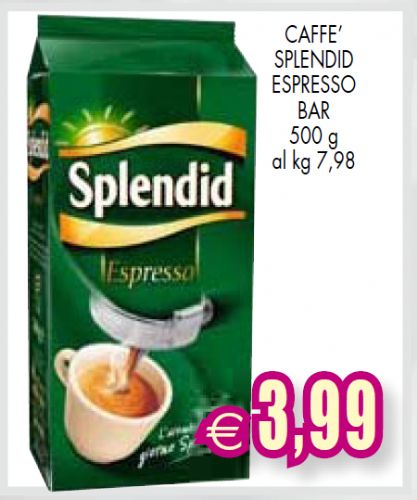 CAFFE'
SPLENDID
ESPRESSO
BAR
500 g
al kg 7,98
Splendid
Espresso
€3,99